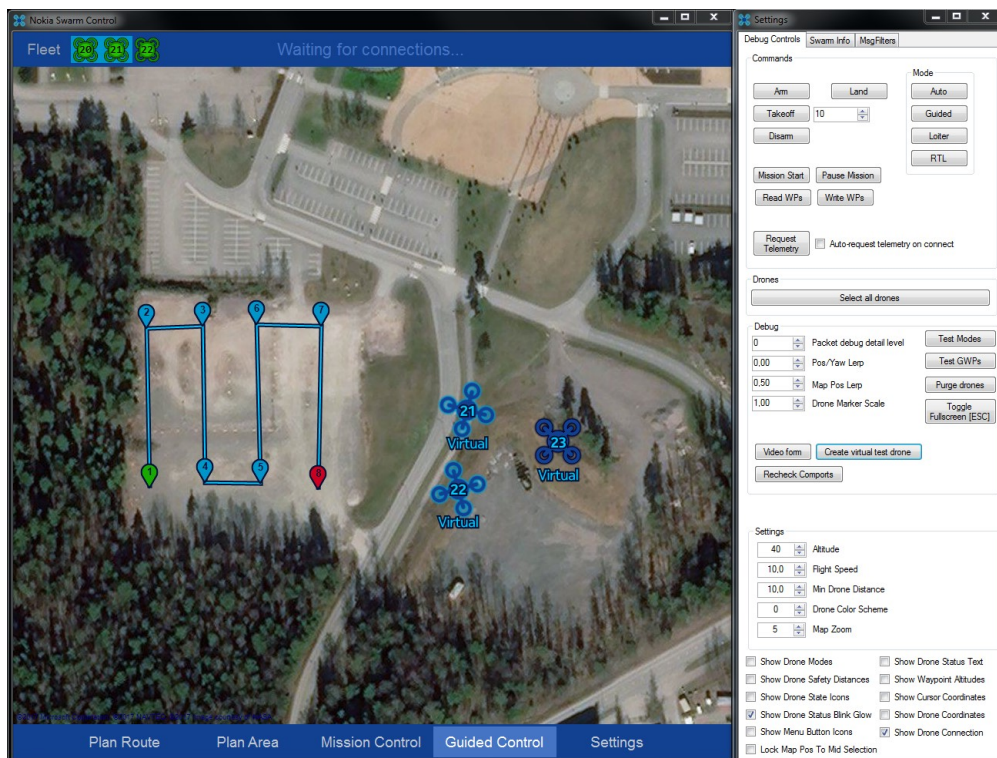 Nokia Swarm Control
Fleet 20 21 22 Waiting for connections...
2 3 6 7
1 4 5 8
21
Virtual
23
Virtual
22
Virtual
Plan Route Plan Area Mission Control Guided Control Settings
Settings
Debug Controls Swarm Info MsgFilters
Commands
Mode
Arm Land Auto
Takeoff 10 Guided
Disarm Loiter
RTL
Mission Start Pause Mission
Read WPs Write WPs
Request
Telemetry
Auto-request telemetry on connect
Drones
Select all drones
Debug
0 Packet debug detail level Test Modes
0,00 Pos/Yaw Lerp Test GWPs
0,50 Map Pos Lerp Purge drones
1,00 Drone Marker Scale Toggle
Fullscreen [ESC]
Video form Create virtual test drone
Recheck Comports
Settings
40 Altitude
10,0 Flight Speed
10,0 Min Drone Distance
0 Drone Color Scheme
5 Map Zoom
Show Drone Modes Show Drone Status Text
Show Drone Safety Distances Show Waypoint Altitudes
Show Drone State Icons Show Cursor Coordinates
Show Drone Status Blink Glow Show Drone Coordinates
Show Menu Button Icons Show Drone Connection
Lock Map Pos To Mid Selection